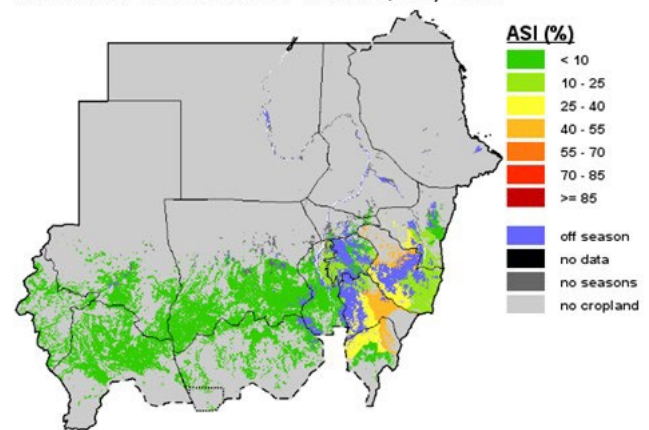 ASI (%)
< 10
10 - 25
25 - 40
40 - 55
55 - 70
70 - 85
>= 85
off season
no data
no seasons
no cropland